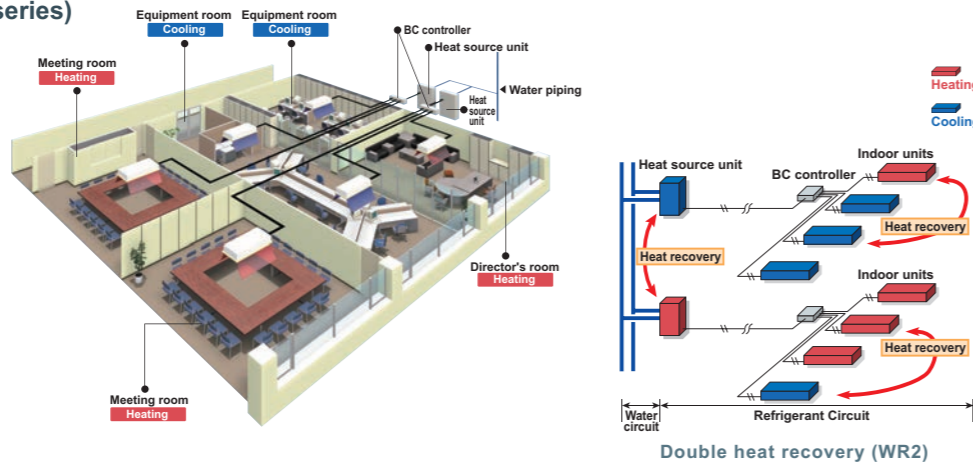 series)
Equipment room
Cooling
Equipment room
Cooling
BC controller
Heat source unit
Meeting room
Heating
Water piping
Heat
source
unit
Director's room
Heating
Meeting room
Heating
Heating
Cooling
Indoor units
Heat source unit
BC controller
Heat recovery
Heat recovery
Indoor units
Heat recovery
Water
circuit
Refrigerant Circuit
Double heat recovery (WR2)